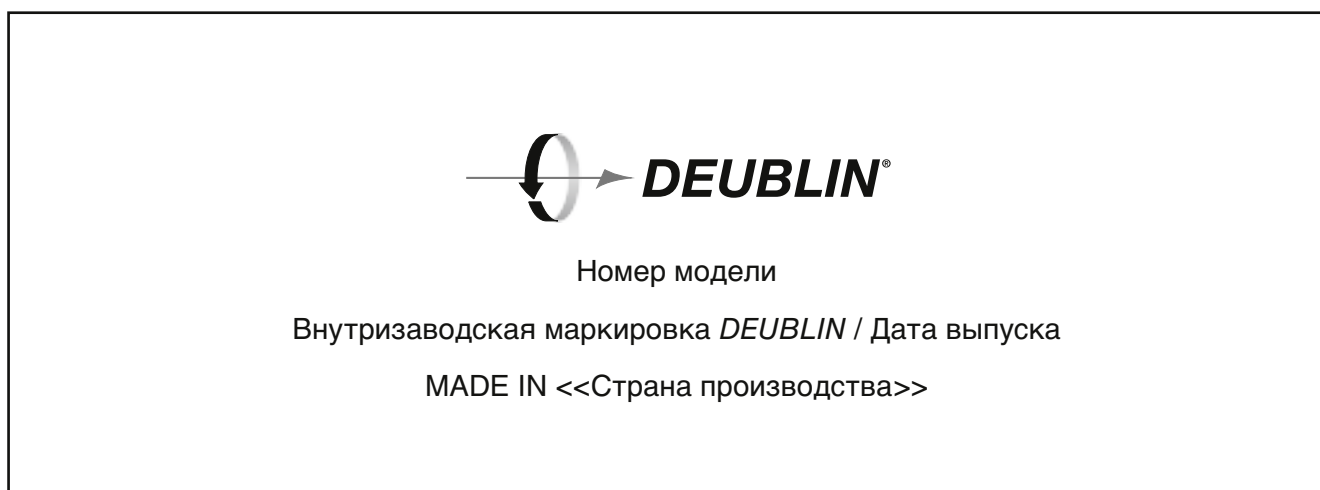 DEUBLIN®
Номер модели
Внутризаводская маркировка DEUBLIN / Дата выпуска
MADE IN <<Страна производства>>